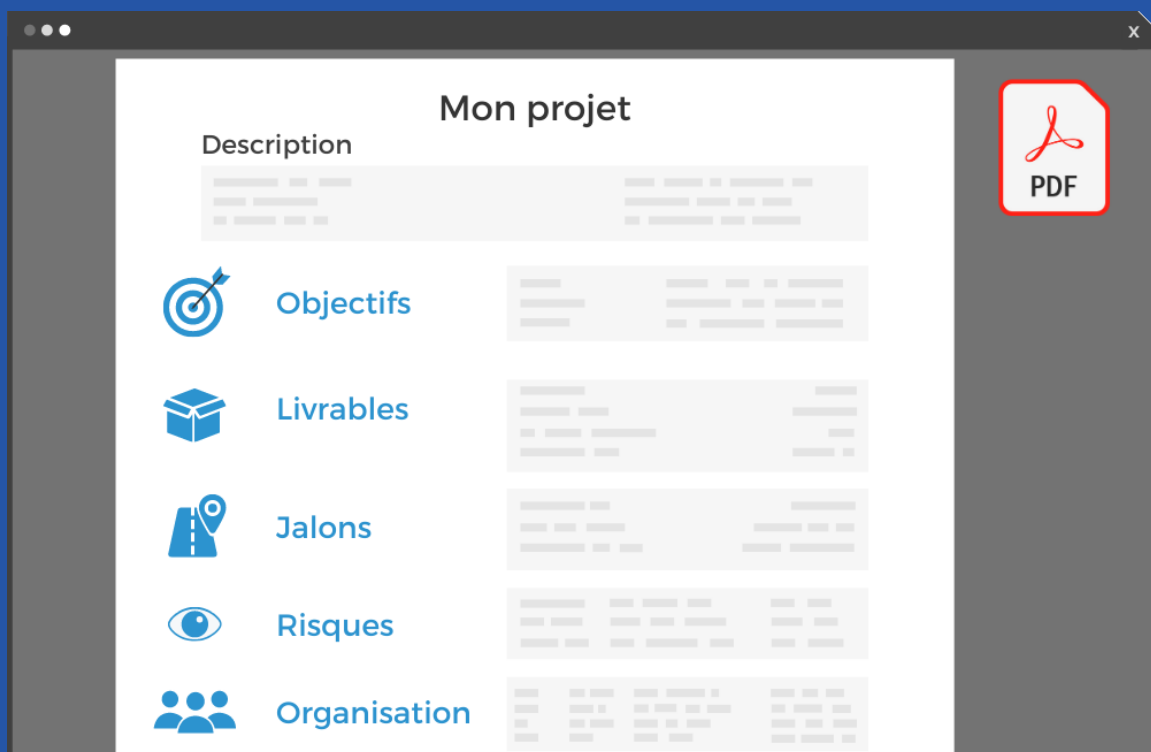 X
Mon projet
Description
PDF
Objectifs
Livrables
Jalons
Risques
Organisation